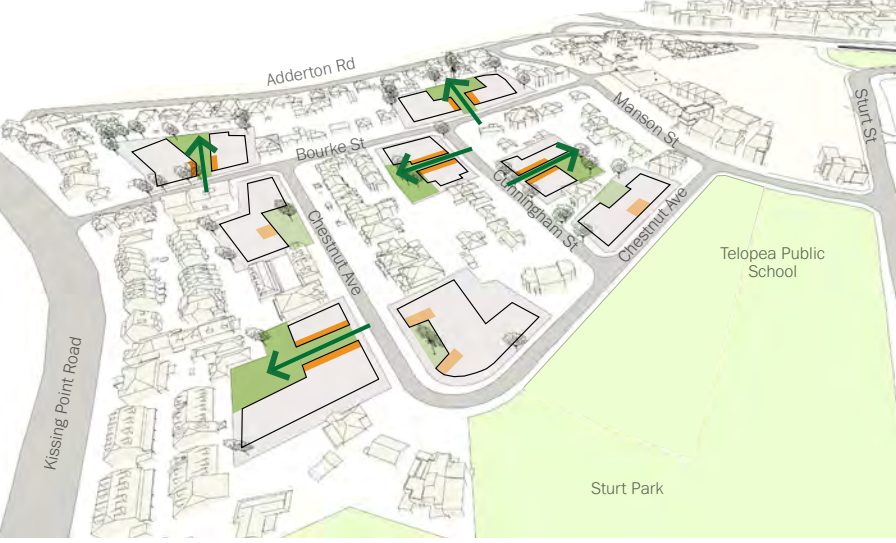 Adderton Rd
Bourke St
Manson St
Sturt St
Cunningham St
Chestnut Ave
Chestnut Ave
Telopea Public
School
Kissing Point Road
Sturt Park